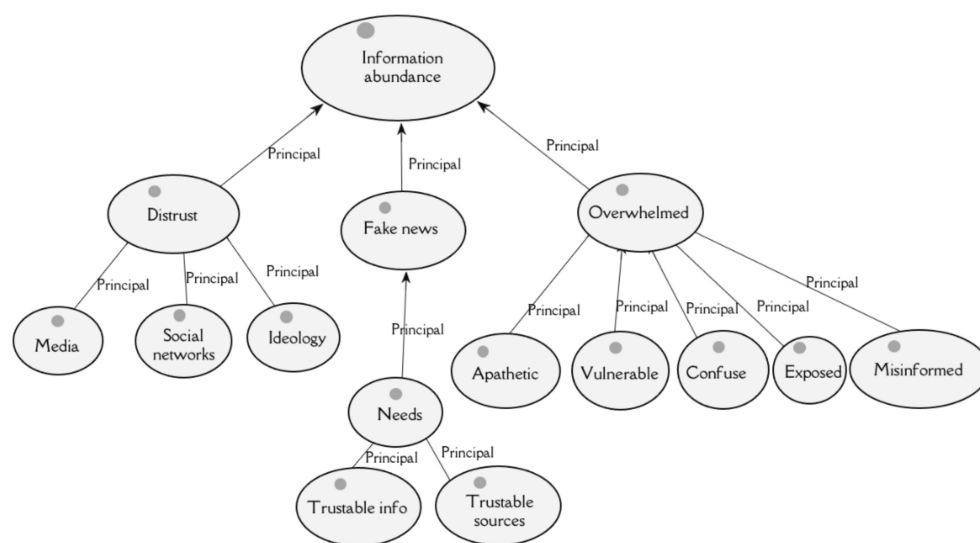 Information
abundance
Principal
Principal
Principal
Distrust
Fake news
Overwhelmed
Principal
Principal
Principal
Principal
Principal
Principal
Principal
Principal
Principal
Media
Social
networks
Ideology
Apathetic
Vulnerable
Confuse
Exposed
Misinformed
Needs
Principal
Principal
Trustable info
Trustable
sources